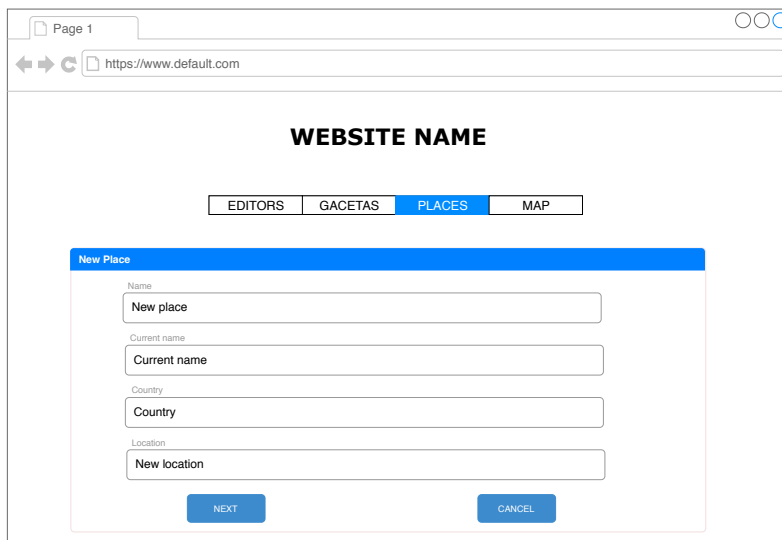 Page 1
https://www.default.com
WEBSITE NAME
EDITORS GACETAS PLACES MAP
New Place
Name
New place
Current name
Current name
Country
Country
Location
New location
NEXT CANCEL